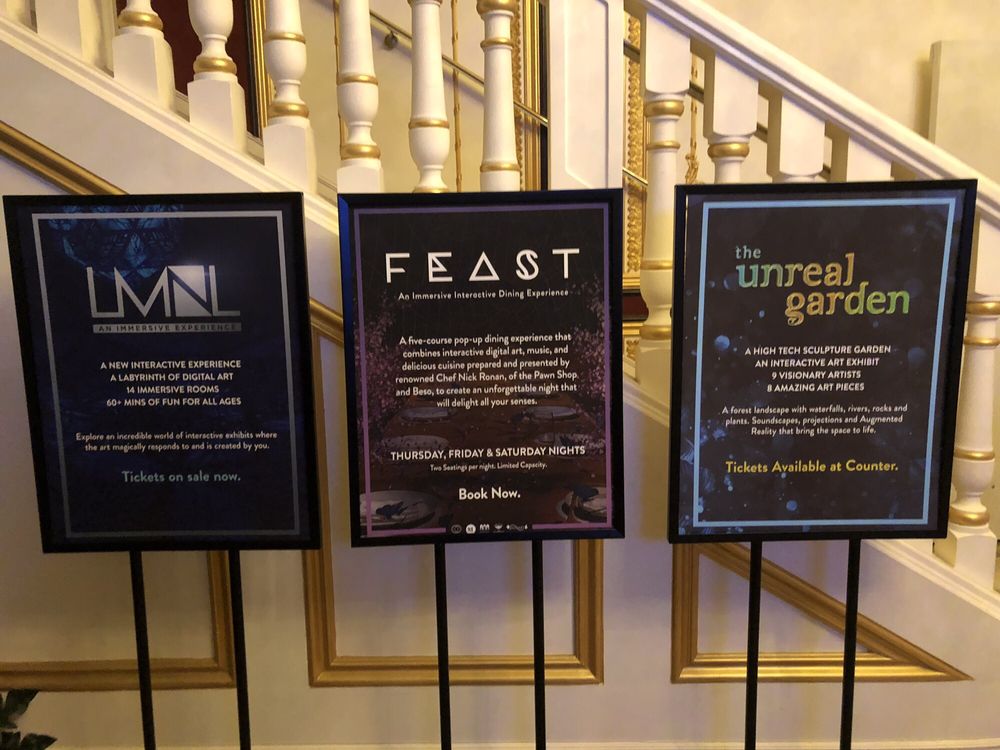 LMNL
AN IMMERSIVE EXPERIENCE
A NEW INTERACTIVE EXPERIENCE
A LABYRINTH OF DIGITAL ART
14 IMMERSIVE ROOMS
60+ MINS OF FUN FOR ALL AGES
Explore an incredible world of interactive exhibits where
the art magically responds to and is created by you.
Tickets on sale now.
FEAST
An Immersive Interactive Dining Experience
A five-course pop-up dining experience that
combines interactive digital art, music, and
delicious cuisine prepared and presented by
renowned Chef Nick Ronan, of the Pawn Shop
and Beso, to create an unforgettable night that
will delight all your senses.
THURSDAY, FRIDAY & SATURDAY NIGHTS
Two Seatings per night. Limited Capacity.
Book Now.
the
unreal
garden
A HIGH TECH SCULPTURE GARDEN
AN INTERACTIVE ART EXHIBIT
9 VISIONARY ARTISTS
8 AMAZING ART PIECES
A forest landscape with waterfalls, rivers, rocks and
plants. Soundscapes, projections and Augmented
Reality that bring the space to life.
Tickets Available at Counter.